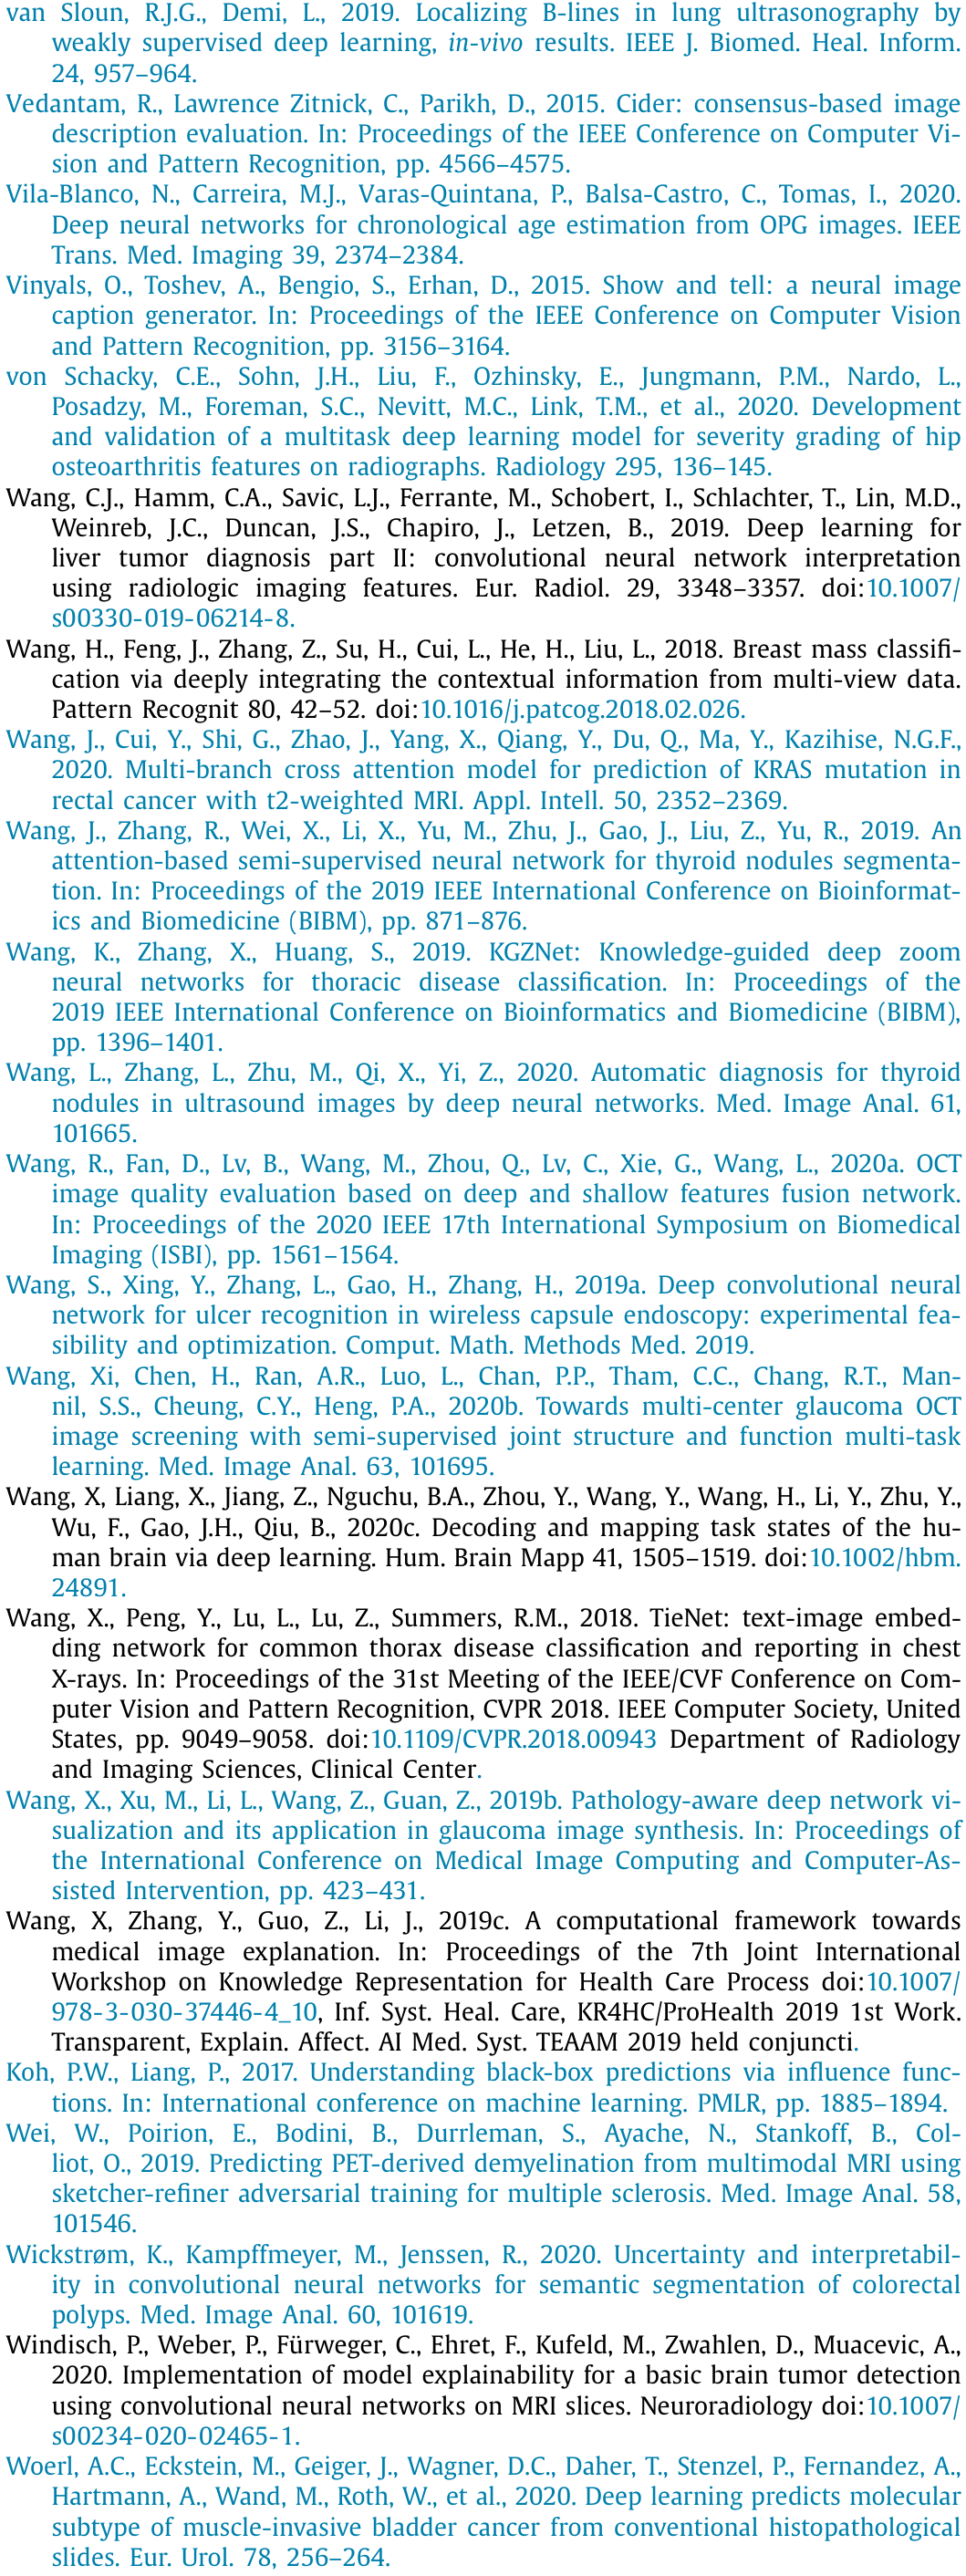 van Sloun, R.J.G., Demi, L., 2019. Localizing B-lines in lung ultrasonography by
weakly supervised deep learning, in-vivo results. IEEE J. Biomed. Heal. Inform.
24, 957–964.
Vedantam, R., Lawrence Zitnick, C., Parikh, D., 2015. Cider: consensus-based image
description evaluation. In: Proceedings of the IEEE Conference on Computer Vi-
sion and Pattern Recognition, pp. 4566–4575.
Vila-Blanco, N., Carreira, M.J., Varas-Quintana, P., Balsa-Castro, C., Tomas, I., 2020.
Deep neural networks for chronological age estimation from OPG images. IEEE
Trans. Med. Imaging 39, 2374–2384.
Vinyals, O., Toshev, A., Bengio, S., Erhan, D., 2015. Show and tell: a neural image
caption generator. In: Proceedings of the IEEE Conference on Computer Vision
and Pattern Recognition, pp. 3156–3164.
von Schacky, C.E., Sohn, J.H., Liu, F., Ozhinsky, E., Jungmann, P.M., Nardo, L.,
Posadzy, M., Foreman, S.C., Nevitt, M.C., Link, T.M., et al., 2020. Development
and validation of a multitask deep learning model for severity grading of hip
osteoarthritis features on radiographs. Radiology 295, 136–145.
Wang, C.J., Hamm, C.A., Savic, L.J., Ferrante, M., Schobert, I., Schlachter, T., Lin, M.D.,
Weinreb, J.C., Duncan, J.S., Chapiro, J., Letzen, B., 2019. Deep learning for
liver tumor diagnosis part II: convolutional neural network interpretation
using radiologic imaging features. Eur. Radiol. 29, 3348–3357. doi:10.1007/
s00330-019-06214-8.
Wang, H., Feng, J., Zhang, Z., Su, H., Cui, L., He, H., Liu, L., 2018. Breast mass classifi-
cation via deeply integrating the contextual information from multi-view data.
Pattern Recognit 80, 42–52. doi:10.1016/j.patcog.2018.02.026.
Wang, J., Cui, Y., Shi, G., Zhao, J., Yang, X., Qiang, Y., Du, Q., Ma, Y., Kazihise, N.G.F.,
2020. Multi-branch cross attention model for prediction of KRAS mutation in
rectal cancer with t2-weighted MRI. Appl. Intell. 50, 2352–2369.
Wang, J., Zhang, R., Wei, X., Li, X., Yu, M., Zhu, J., Gao, J., Liu, Z., Yu, R., 2019. An
attention-based semi-supervised neural network for thyroid nodules segmenta-
tion. In: Proceedings of the 2019 IEEE International Conference on Bioinformat-
ics and Biomedicine (BIBM), pp. 871–876.
Wang, K., Zhang, X., Huang, S., 2019. KGZNet: Knowledge-guided deep zoom
neural networks for thoracic disease classification. In: Proceedings of the
2019 IEEE International Conference on Bioinformatics and Biomedicine (BIBM),
pp. 1396–1401.
Wang, L., Zhang, L., Zhu, M., Qi, X., Yi, Z., 2020. Automatic diagnosis for thyroid
nodules in ultrasound images by deep neural networks. Med. Image Anal. 61,
101665.
Wang, R., Fan, D., Lv, B., Wang, M., Zhou, Q., Lv, C., Xie, G., Wang, L., 2020a. OCT
image quality evaluation based on deep and shallow features fusion network.
In: Proceedings of the 2020 IEEE 17th International Symposium on Biomedical
Imaging (ISBI), pp. 1561–1564.
Wang, S., Xing, Y., Zhang, L., Gao, H., Zhang, H., 2019a. Deep convolutional neural
network for ulcer recognition in wireless capsule endoscopy: experimental fea-
sibility and optimization. Comput. Math. Methods Med. 2019.
Wang, Xi, Chen, H., Ran, A.R., Luo, L., Chan, P.P., Tham, C.C., Chang, R.T., Man-
nil, S.S., Cheung, C.Y., Heng, P.A., 2020b. Towards multi-center glaucoma OCT
image screening with semi-supervised joint structure and function multi-task
learning. Med. Image Anal. 63, 101695.
Wang, X, Liang, X., Jiang, Z., Nguchu, B.A., Zhou, Y., Wang, Y., Wang, H., Li, Y., Zhu, Y.,
Wu, F., Gao, J.H., Qiu, B., 2020c. Decoding and mapping task states of the hu-
man brain via deep learning. Hum. Brain Mapp 41, 1505–1519. doi:10.1002/hbm.
24891.
Wang, X., Peng, Y., Lu, L., Lu, Z., Summers, R.M., 2018. TieNet: text-image embed-
ding network for common thorax disease classification and reporting in chest
X-rays. In: Proceedings of the 31st Meeting of the IEEE/CVF Conference on Com-
puter Vision and Pattern Recognition, CVPR 2018. IEEE Computer Society, United
States, pp. 9049–9058. doi:10.1109/CVPR.2018.00943 Department of Radiology
and Imaging Sciences, Clinical Center.
Wang, X., Xu, M., Li, L., Wang, Z., Guan, Z., 2019b. Pathology-aware deep network vi-
sualization and its application in glaucoma image synthesis. In: Proceedings of
the International Conference on Medical Image Computing and Computer-As-
sisted Intervention, pp. 423–431.
Wang, X, Zhang, Y., Guo, Z., Li, J., 2019c. A computational framework towards
medical image explanation. In: Proceedings of the 7th Joint International
Workshop on Knowledge Representation for Health Care Process doi:10.1007/
978-3-030-37446-4_10, Inf. Syst. Heal. Care, KR4HC/ProHealth 2019 1st Work.
Transparent, Explain. Affect. AI Med. Syst. TEAAM 2019 held conjuncti.
Koh, P.W., Liang, P., 2017. Understanding black-box predictions via influence func-
tions. In: International conference on machine learning. PMLR, pp. 1885–1894.
Wei, W., Poirion, E., Bodini, B., Durrleman, S., Ayache, N., Stankoff, B., Col-
liot, O., 2019. Predicting PET-derived demyelination from multimodal MRI using
sketcher-refiner adversarial training for multiple sclerosis. Med. Image Anal. 58,
101546.
Wickstrøm, K., Kampffmeyer, M., Jenssen, R., 2020. Uncertainty and interpretabil-
ity in convolutional neural networks for semantic segmentation of colorectal
polyps. Med. Image Anal. 60, 101619.
Windisch, P., Weber, P., Fürweger, C., Ehret, F., Kufeld, M., Zwahlen, D., Muacevic, A.,
2020. Implementation of model explainability for a basic brain tumor detection
using convolutional neural networks on MRI slices. Neuroradiology doi:10.1007/
s00234-020-02465-1.
Woerl, A.C., Eckstein, M., Geiger, J., Wagner, D.C., Daher, T., Stenzel, P., Fernandez, A.,
Hartmann, A., Wand, M., Roth, W., et al., 2020. Deep learning predicts molecular
subtype of muscle-invasive bladder cancer from conventional histopathological
slides. Eur. Urol. 78, 256–264.